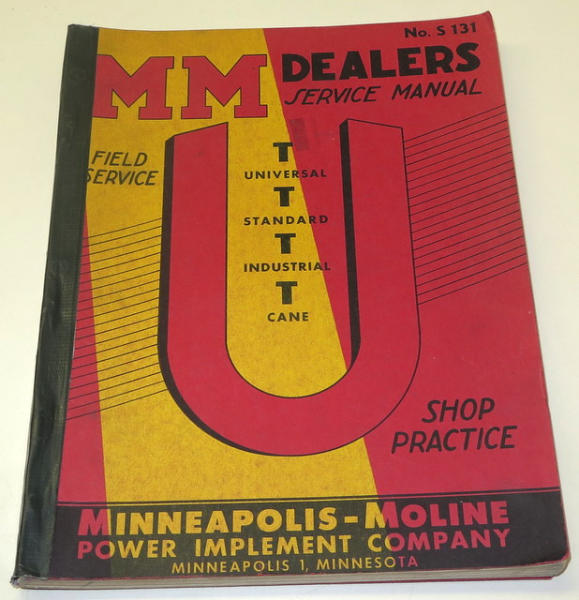 No. S 131
MM DEALERS
SERVICE MANUAL
FIELD
SERVICE
U
T
UNIVERSAL
T
STANDARD
T
INDUSTRIAL
T
CANE
SHOP
PRACTICE
MINNEAPOLIS-MOLINE
POWER IMPLEMENT COMPANY
MINNEAPOLIS 1, MINNESOTA